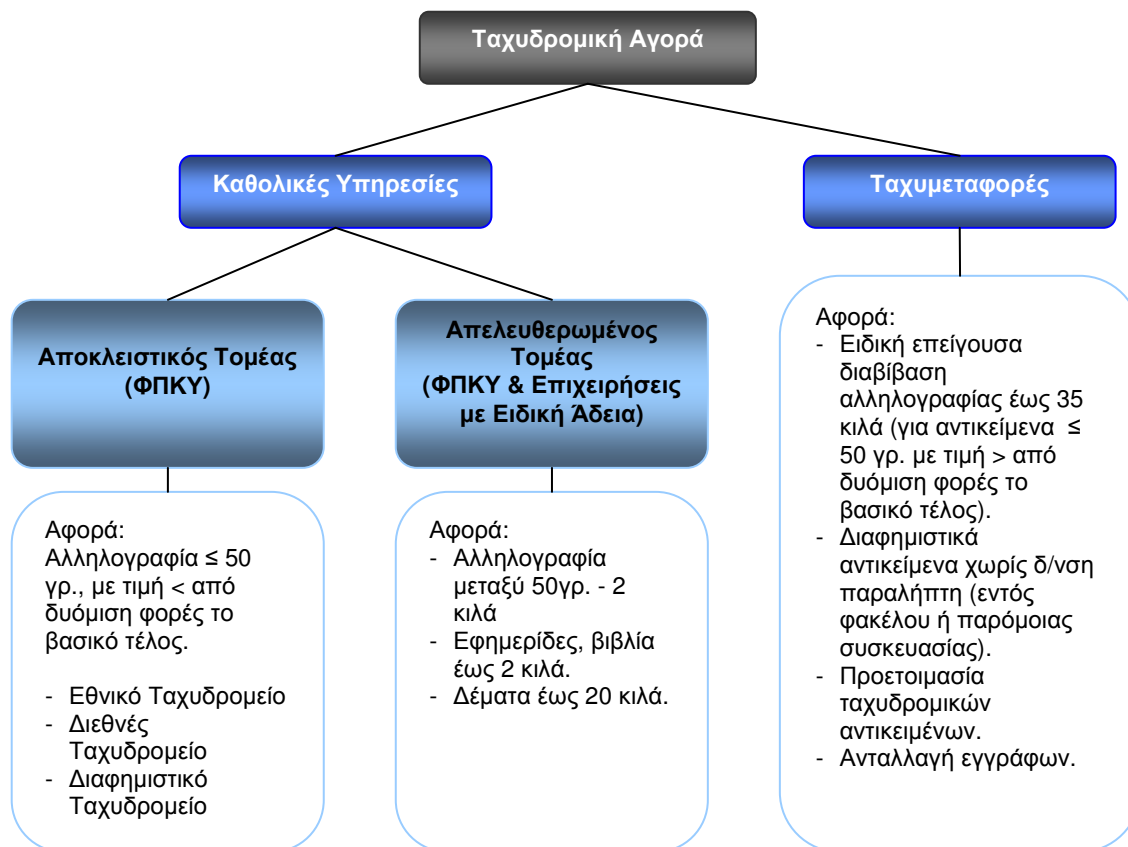 Ταχυδρομική Αγορά
Καθολικές Υπηρεσίες
Ταχυμεταφορές
Αποκλειστικός Τομέας
(ΦΠΚΥ)
Απελευθερωμένος
Τομέας
(ΦΠΚΥ & Επιχειρήσεις
με Ειδική Άδεια)
Αφορά:
Αλληλογραφία ≤ 50
γρ., με τιμή < από
δυόμιση φορές το
βασικό τέλος.
- Εθνικό Ταχυδρομείο
- Διεθνές
Ταχυδρομείο
- Διαφημιστικό
Ταχυδρομείο
Αφορά:
- Αλληλογραφία
μεταξύ 50γρ. - 2
κιλά
- Εφημερίδες, βιβλία
έως 2 κιλά.
- Δέματα έως 20 κιλά.
Αφορά:
- Ειδική επείγουσα
διαβίβαση
αλληλογραφίας έως 35
κιλά (για αντικείμενα ≤
50 γρ. με τιμή > από
δυόμιση φορές το
βασικό τέλος).
- Διαφημιστικά
αντικείμενα χωρίς δ/νση
παραλήπτη (εντός
φακέλου ή παρόμοιας
συσκευασίας).
- Προετοιμασία
ταχυδρομικών
αντικειμένων.
- Ανταλλαγή εγγράφων.